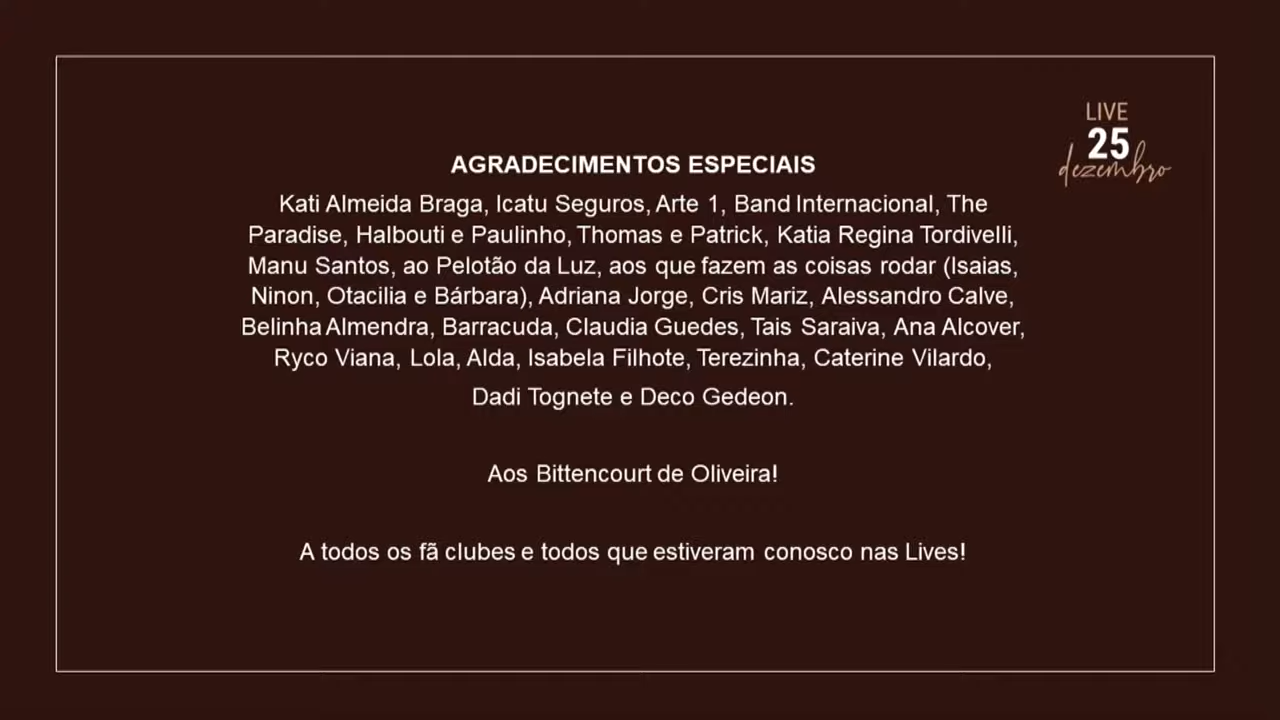 LIVE
25
dezembro
AGRADECIMENTOS ESPECIAIS
Kati Almeida Braga, Icatu Seguros, Arte 1, Band Internacional, The
Paradise, Halbouti e Paulinho, Thomas e Patrick, Katia Regina Tordivelli,
Manu Santos, ao Pelotão da Luz, aos que fazem as coisas rodar (Isaias,
Ninon, Otacilia e Bárbara), Adriana Jorge, Cris Mariz, Alessandro Calve,
Belinha Almendra, Barracuda, Claudia Guedes, Tais Saraiva, Ana Alcover,
Ryco Viana, Lola, Alda, Isabela Filhote, Terezinha, Caterine Vilardo,
Dadi Tognete e Deco Gedeon.
Aos Bittencourt de Oliveira!
A todos os fã clubes e todos que estiveram conosco nas Lives!